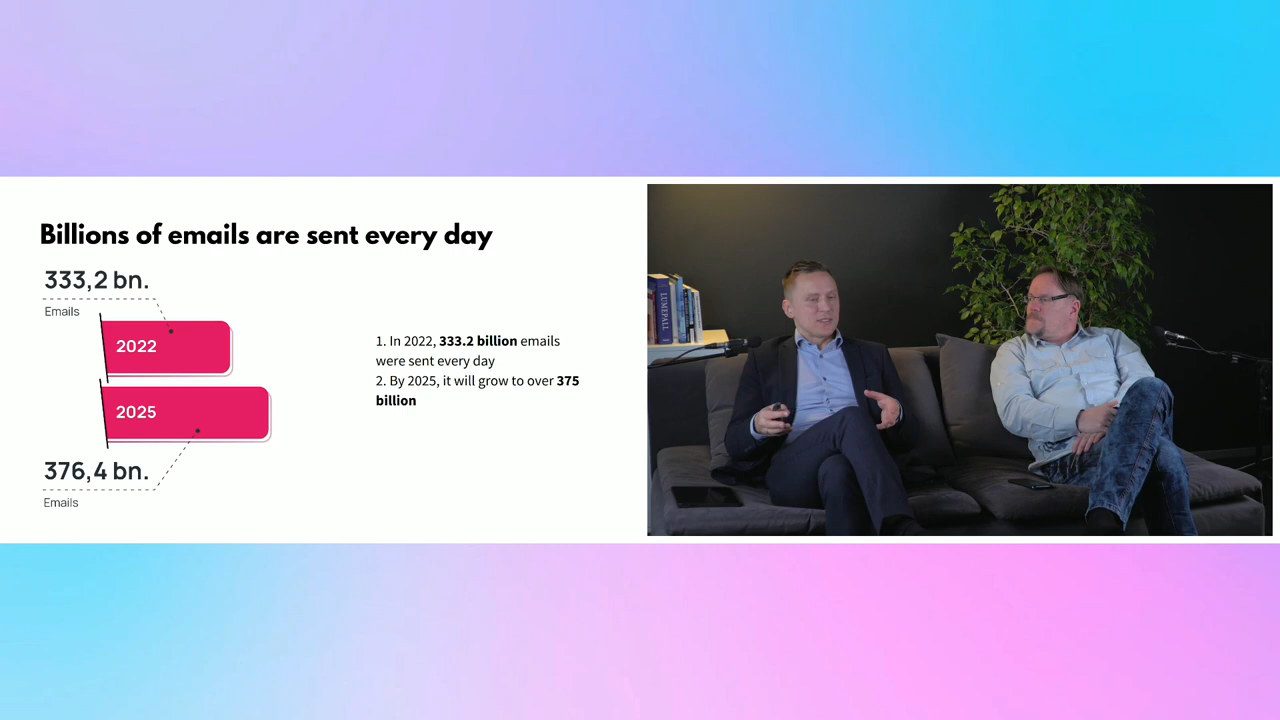 Billions of emails are sent every day
333,2 bn.
Emails
2022
2025
376,4 bn.
Emails
1. In 2022, 333.2 billion emails
were sent every day
2. By 2025, it will grow to over 375
billion
LUMEPALL